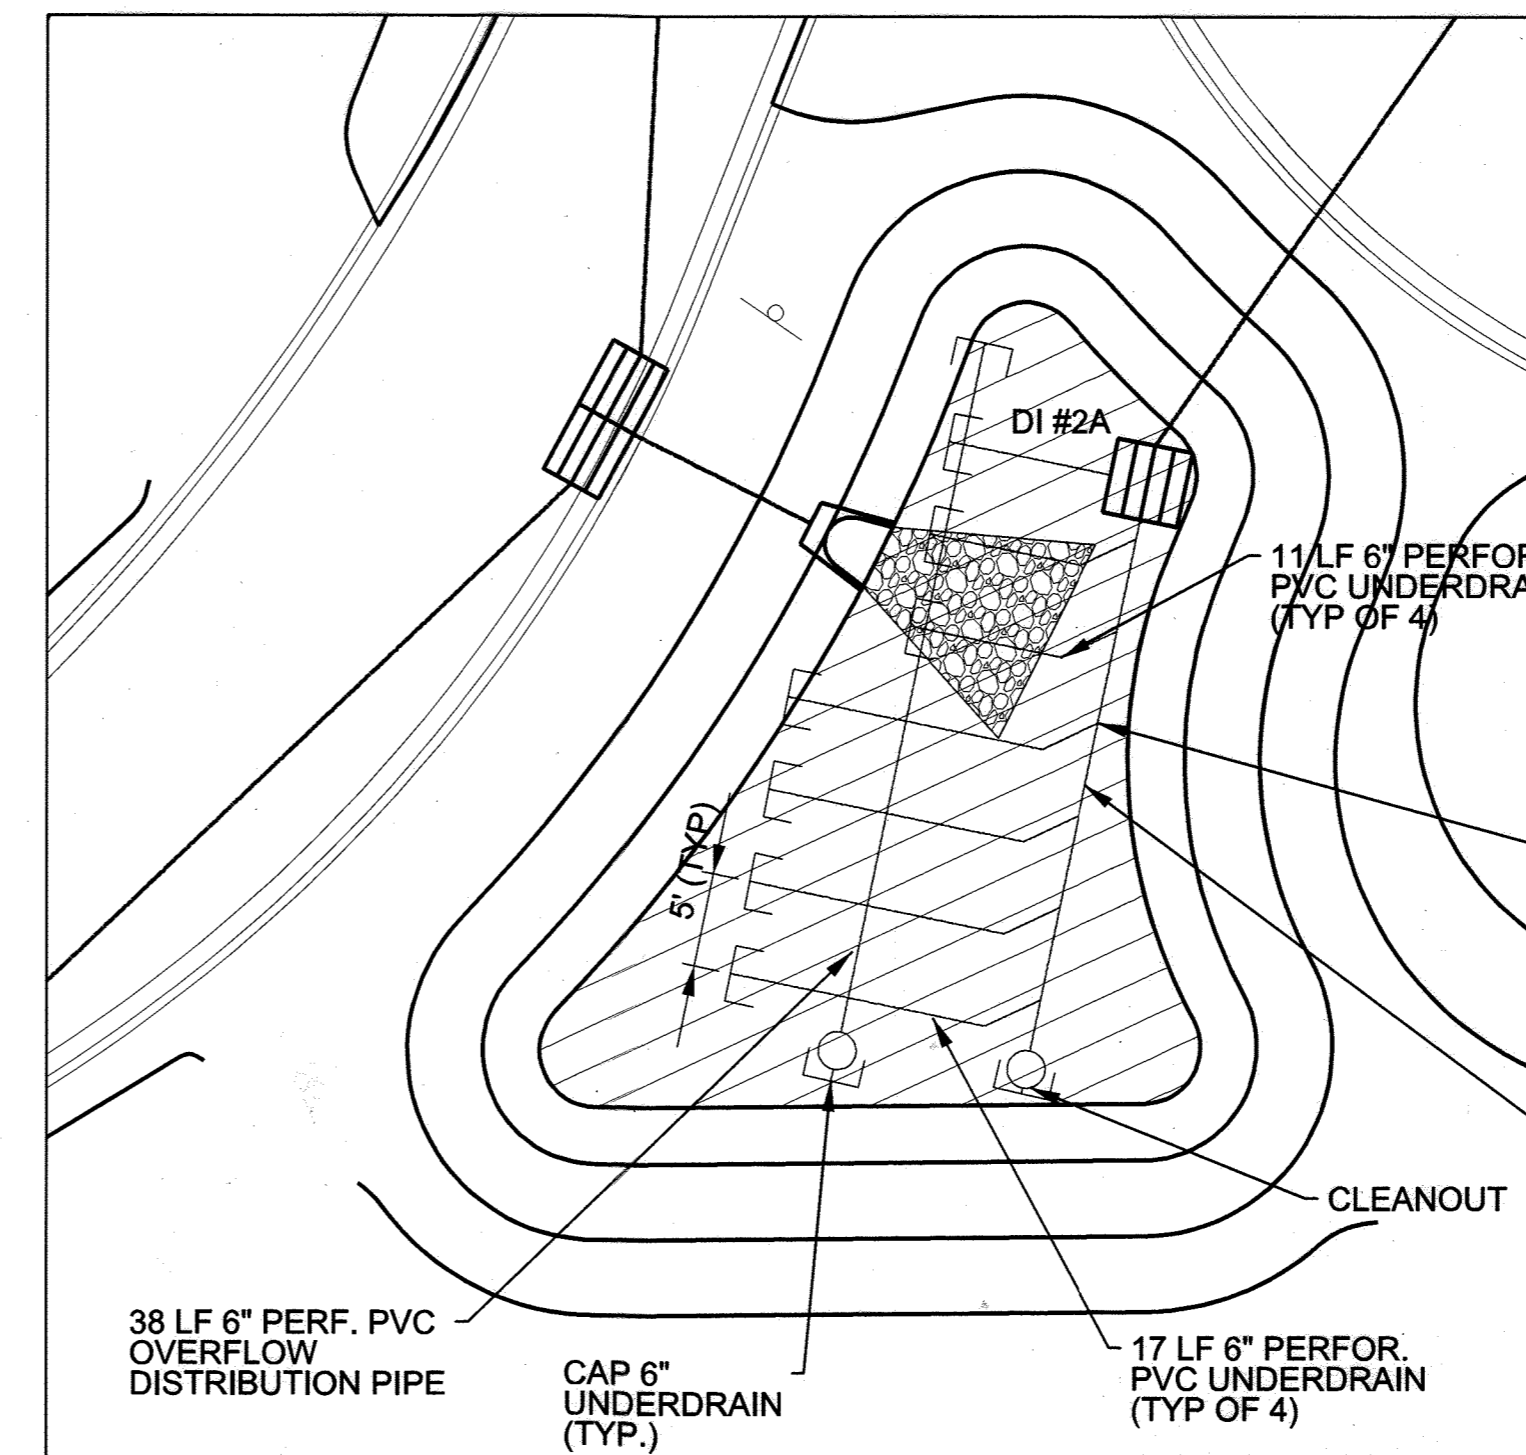 DI #2A
11 LF 6" PERFOR
PVC UNDERDRA
(TYP OF 4)
5' (TYP)
CLEANOUT
38 LF 6" PERF. PVC
OVERFLOW
DISTRIBUTION PIPE
CAP 6"
UNDERDRAIN
(TYP.)
17 LF 6" PERFOR.
PVC UNDERDRAIN
(TYP OF 4)